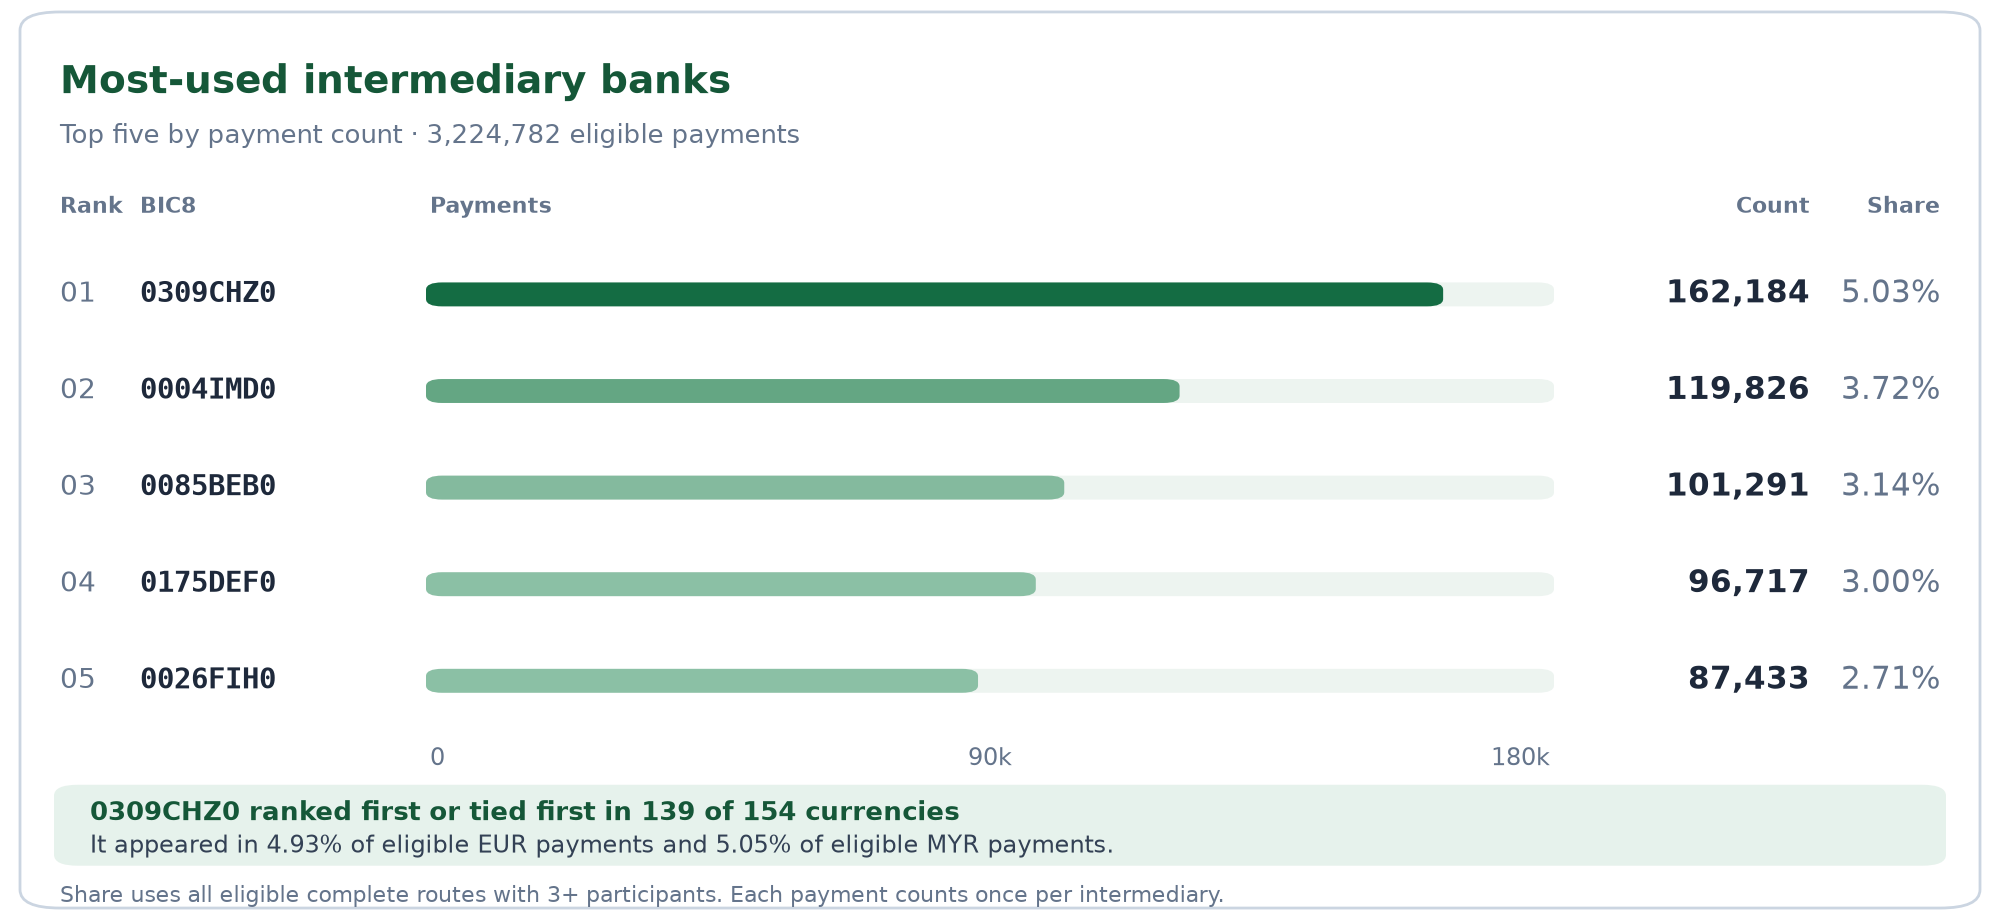 Most-used intermediary banks
Top five by payment count · 3,224,782 eligible payments
Rank BIC8 Payments Count Share
01 0309CHZ0 162,184 5.03%
02 0004IMD0 119,826 3.72%
03 0085BEB0 101,291 3.14%
04 0175DEF0 96,717 3.00%
05 0026FIH0 87,433 2.71%
0 90k 180k
0309CHZ0 ranked first or tied first in 139 of 154 currencies
It appeared in 4.93% of eligible EUR payments and 5.05% of eligible MYR payments.
Share uses all eligible complete routes with 3+ participants. Each payment counts once per intermediary.